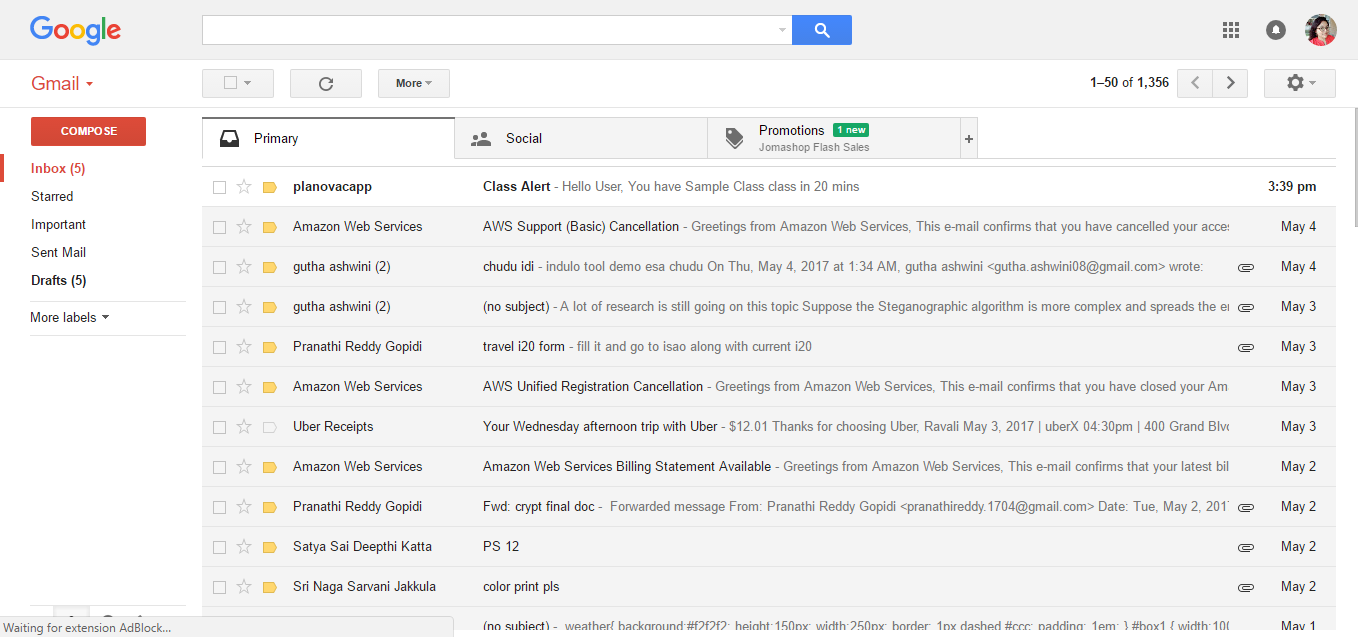 Google
Gmail
More
1–50 of 1,356
COMPOSE
Inbox (5)
Starred
Important
Sent Mail
Drafts (5)
More labels
Primary
Social
Promotions 1 new
Jomashop Flash Sales
+
planovacapp Class Alert - Hello User, You have Sample Class class in 20 mins 3:39 pm
Amazon Web Services AWS Support (Basic) Cancellation - Greetings from Amazon Web Services, This e-mail confirms that you have cancelled your acce May 4
gutha ashwini (2) chudu idi - indulo tool demo esa chudu On Thu, May 4, 2017 at 1:34 AM, gutha ashwini <gutha.ashwini08@gmail.com> wrote: May 4
gutha ashwini (2) (no subject) - A lot of research is still going on this topic Suppose the Steganographic algorithm is more complex and spreads the e May 3
Pranathi Reddy Gopidi travel i20 form - fill it and go to isao along with current i20 May 3
Amazon Web Services AWS Unified Registration Cancellation - Greetings from Amazon Web Services, This e-mail confirms that you have closed your Am May 3
Uber Receipts Your Wednesday afternoon trip with Uber - $12.01 Thanks for choosing Uber, Ravali May 3, 2017 | uberX 04:30pm | 400 Grand Blv May 3
Amazon Web Services Amazon Web Services Billing Statement Available - Greetings from Amazon Web Services, This e-mail confirms that your latest bil May 2
Pranathi Reddy Gopidi Fwd: crypt final doc - Forwarded message From: Pranathi Reddy Gopidi <pranathireddy.1704@gmail.com> Date: Tue, May 2, 201 May 2
Satya Sai Deepthi Katta PS 12 May 2
Sri Naga Sarvani Jakkula color print pls May 2
(no subject) - weather{ background:#f2f2f2; height:150px; width:250px; border: 1px dashed #ccc; padding: 1em; } #box1 { width:10 May 1
Waiting for extension AdBlock...